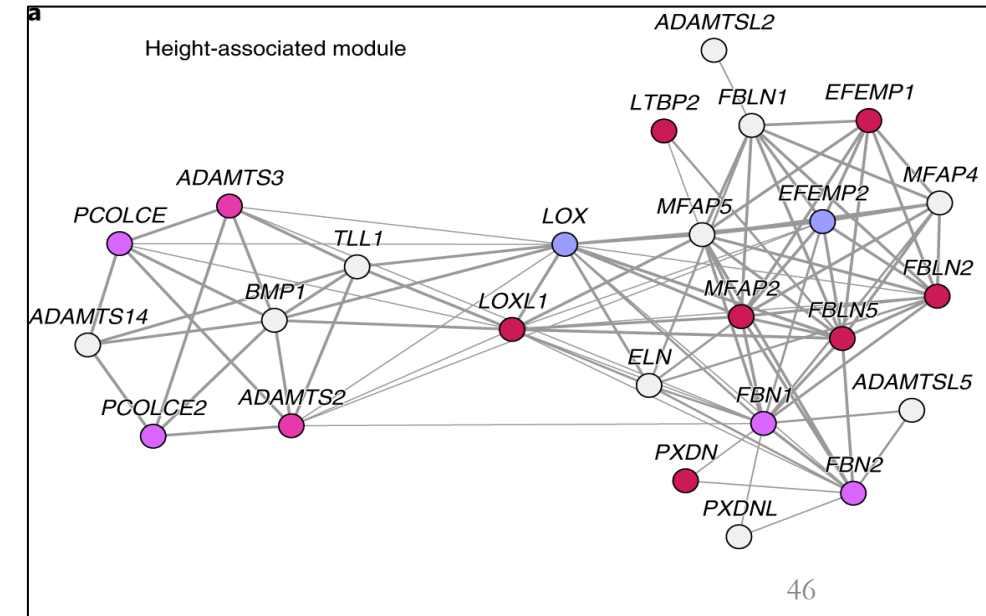 a
Height-associated module
ADAMTSL2
LTBP2
FBLN1
EFEMP1
ADAMTS3
PCOLCE
TLL1
LOX
MFAP5
EFEMP2
MFAP4
BMP1
LOXL1
MFAP2
FBLN5
FBLN2
ADAMTS14
ELN
PCOLCE2
ADAMTS2
FBN1
ADAMTSL5
PXDN
FBN2
PXDNL
46